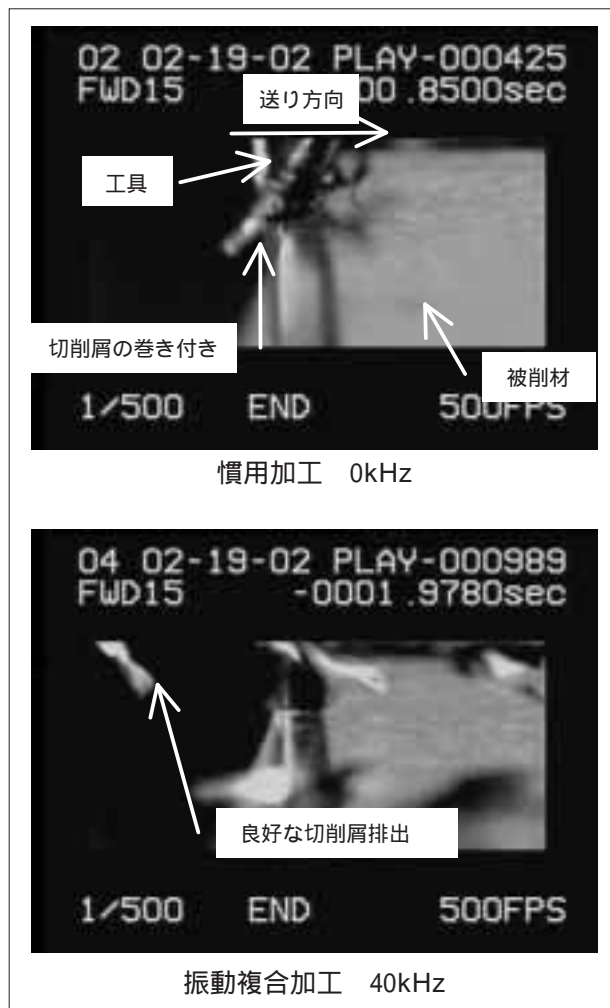 02 02-19-02 PLAY-000425
FWD15 00.8500sec
送り方向
工具
切削屑の巻き付き
被削材
1/500 END 500FPS
慣用加工 0kHz
04 02-19-02 PLAY-000989
FWD15 -0001.9780sec
良好な切削屑排出
1/500 END 500FPS
振動複合加工 40kHz